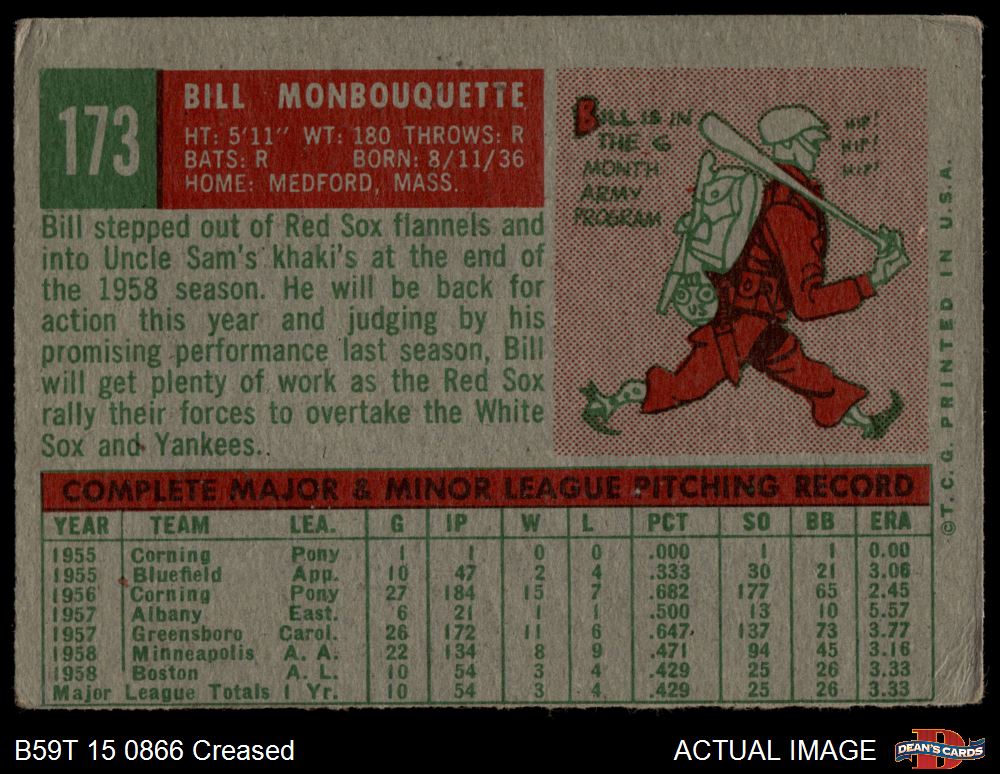 173
BILL MONBOUQUETTE
HT: 5'11" WT: 180 THROWS: R
BATS: R BORN: 8/11/36
HOME: MEDFORD, MASS.
Bill stepped out of Red Sox flannels and
into Uncle Sam's khaki's at the end of
the 1958 season. He will be back for
action this year and judging by his
promising performance last season, Bill
will get plenty of work as the Red Sox
rally their forces to overtake the White
Sox and Yankees.
BILL IS IN
THE 6
MONTH
ARMY
PROGRAM
HIP!
HIP!
HIP!
US
© T. C. G. PRINTED IN U.S.A.
COMPLETE MAJOR & MINOR LEAGUE PITCHING RECORD
YEAR TEAM LEA. G IP W L PCT SO BB ERA
1955 Corning Pony 1 1 0 0 .000 1 1 0.00
1955 Bluefield App. 10 47 2 4 .333 30 21 3.06
1956 Corning Pony 27 184 15 7 .682 177 65 2.45
1957 Albany East. 6 21 1 1 .500 13 10 5.57
1957 Greensboro Carol. 26 172 11 6 .647 137 73 3.77
1958 Minneapolis A. A. 22 134 8 9 .471 94 45 3.16
1958 Boston A. L. 10 54 3 4 .429 25 26 3.33
Major League Totals 1 Yr. 10 54 3 4 .429 25 26 3.33
B59T 15 0866 Creased
ACTUAL IMAGE
D
DEAN'S CARDS